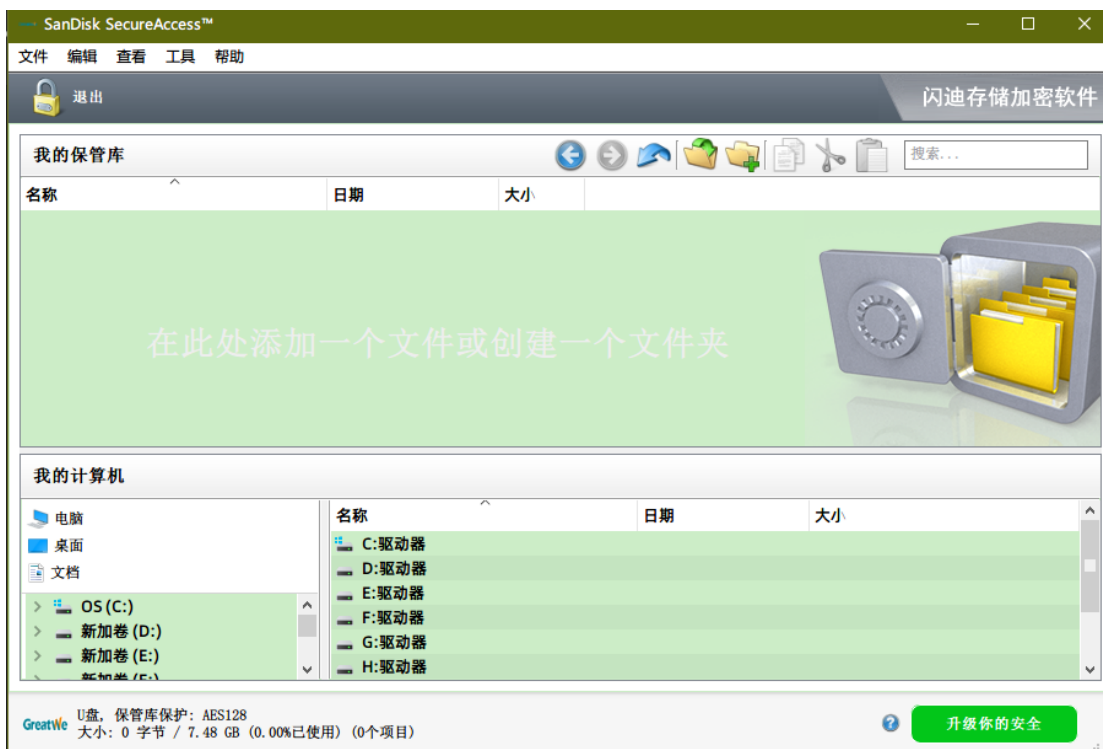 SanDisk SecureAccess™
文件 编辑 查看 工具 帮助
退出
闪迪存储加密软件
我的保管库
搜索...
名称 日期 大小
在此处添加一个文件或创建一个文件夹
我的计算机
电脑
桌面
文档
OS (C:)
新加卷 (D:)
新加卷 (E:)
新加卷 (F:)
名称 日期 大小
C:驱动器
D:驱动器
E:驱动器
F:驱动器
G:驱动器
H:驱动器
GreatWe
U盘, 保管库保护: AES128
大小: 0 字节 / 7.48 GB (0.00%已使用) (0个项目)
升级你的安全